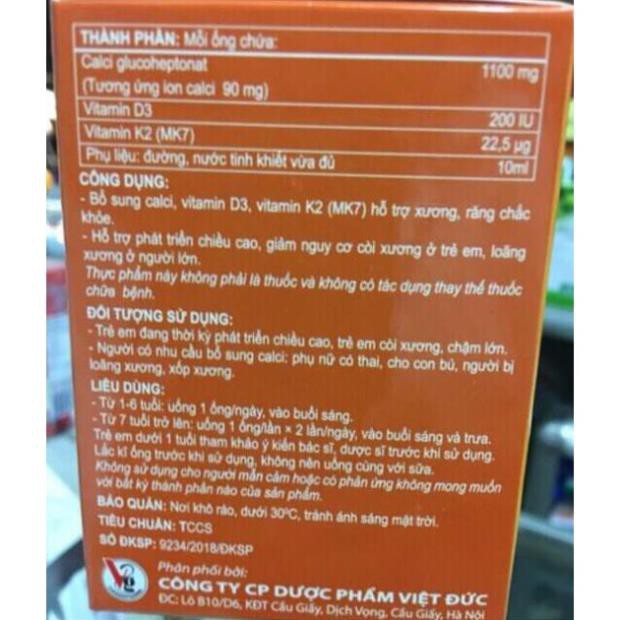 THÀNH PHẦN: Mỗi ống chứa:
Calci glucoheptonat 1100 mg
(Tương ứng ion calci 90 mg)
Vitamin D3 200 IU
Vitamin K2 (MK7) 22,5 µg
Phụ liệu: đường, nước tinh khiết vừa đủ 10ml
CÔNG DỤNG:
- Bổ sung calci, vitamin D3, vitamin K2 (MK7) hỗ trợ xương, răng chắc
khỏe.
- Hỗ trợ phát triển chiều cao, giảm nguy cơ còi xương ở trẻ em, loãng
xương ở người lớn.
Thực phẩm này không phải là thuốc và không có tác dụng thay thế thuốc
chữa bệnh.
ĐỐI TƯỢNG SỬ DỤNG:
- Trẻ em đang thời kỳ phát triển chiều cao, trẻ em còi xương, chậm lớn.
- Người có nhu cầu bổ sung calci: phụ nữ có thai, cho con bú, người bị
loãng xương, xốp xương.
LIỀU DÙNG:
- Từ 1-6 tuổi: uống 1 ống/ngày, vào buổi sáng.
- Từ 7 tuổi trở lên: uống 1 ống/lần × 2 lần/ngày, vào buổi sáng và trưa.
Trẻ em dưới 1 tuổi tham khảo ý kiến bác sĩ, dược sĩ trước khi sử dụng.
Lắc kĩ ống trước khi sử dụng, không nên uống cùng với sữa.
Không sử dụng cho người mẫn cảm hoặc có phản ứng không mong muốn
với bất kỳ thành phần nào của sản phẩm.
BẢO QUẢN: Nơi khô ráo, dưới 30°C, tránh ánh sáng mặt trời.
TIÊU CHUẨN: TCCS
SỐ ĐKSP: 9234/2018/ĐKSP
Phân phối bởi:
CÔNG TY CP DƯỢC PHẨM VIỆT ĐỨC
ĐC: Lô B10/D6, KĐT Cầu Giấy, Dịch Vọng, Cầu Giấy, Hà Nội